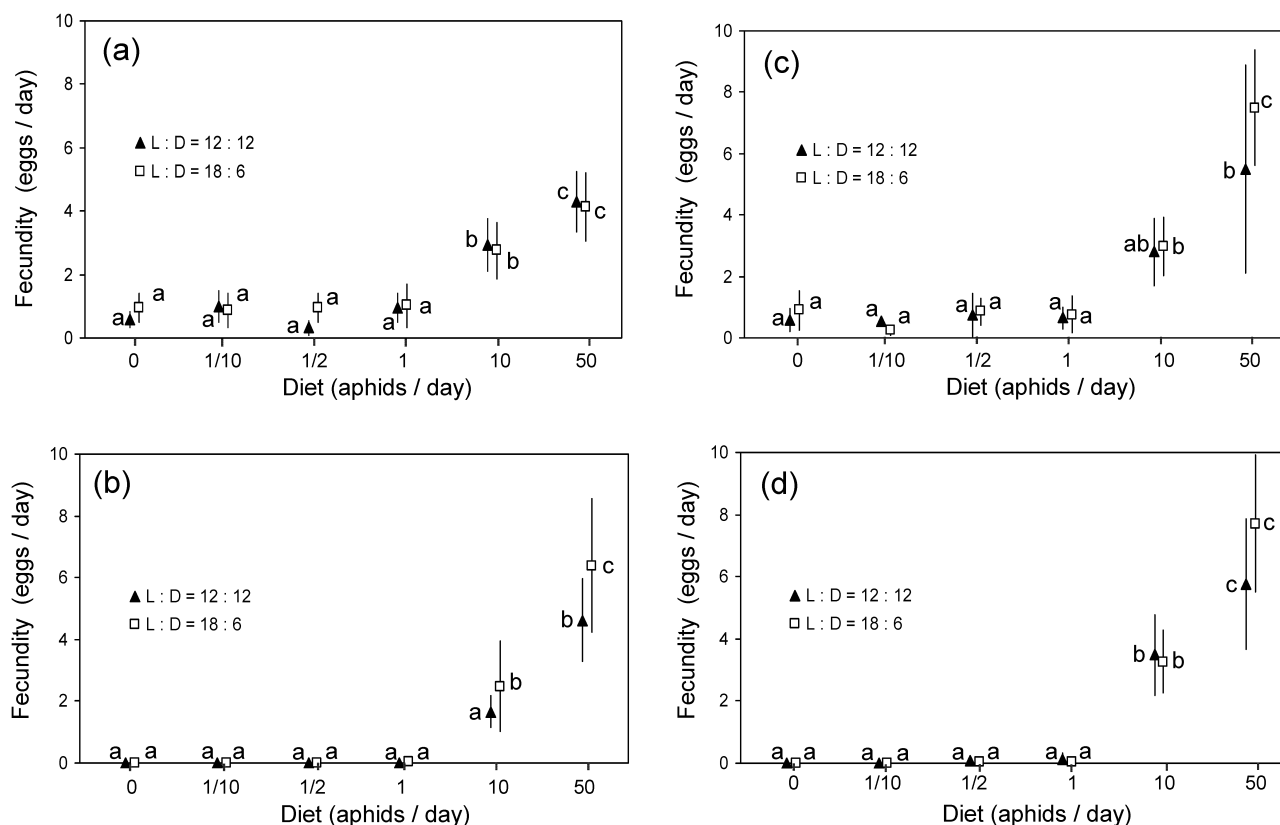 (a)
Fecundity (eggs / day)
10
8
6
4
2
0
▲ L : D = 12 : 12
□ L : D = 18 : 6
a
a
a
a
a
a
a
a
b
b
c
c
0 1/10 1/2 1 10 50
Diet (aphids / day)
(c)
Fecundity (eggs / day)
10
8
6
4
2
0
▲ L : D = 12 : 12
□ L : D = 18 : 6
a
a
a
a
a
a
a
a
ab
b
b
c
0 1/10 1/2 1 10 50
Diet (aphids / day)
(b)
Fecundity (eggs / day)
10
8
6
4
2
0
▲ L : D = 12 : 12
□ L : D = 18 : 6
a a a a a a a a
a
b
b
c
0 1/10 1/2 1 10 50
Diet (aphids / day)
(d)
Fecundity (eggs / day)
10
8
6
4
2
0
▲ L : D = 12 : 12
□ L : D = 18 : 6
a a a a a a a a
b
b
c
c
0 1/10 1/2 1 10 50
Diet (aphids / day)